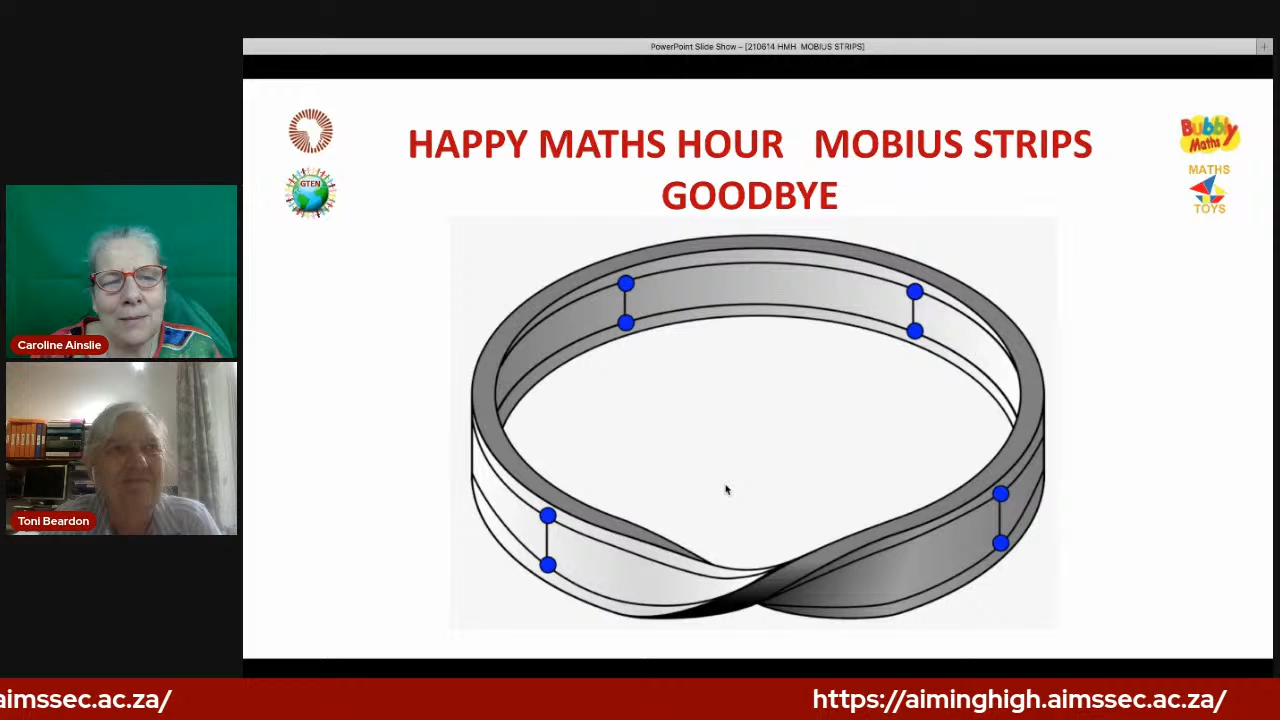 PowerPoint Slide Show – [210614 HMH  MOBIUS STRIPS]
HAPPY MATHS HOUR   MOBIUS STRIPS
GOODBYE
GTEN
Bubbly
Maths
MATHS
TOYS
Caroline Ainslie
Toni Beardon
aimssec.ac.za/
https://aiminghigh.aimssec.ac.za/